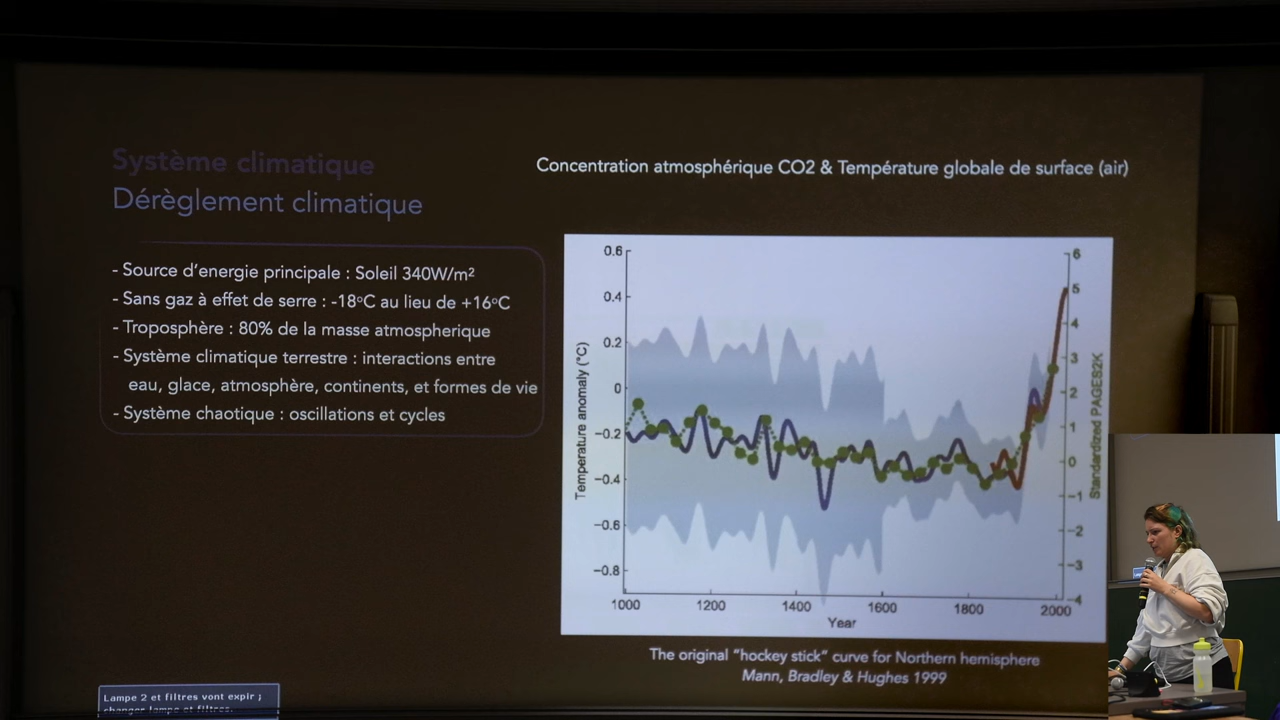 Système climatique
Dérèglement climatique
- Source d'energie principale : Soleil 340W/m²
- Sans gaz à effet de serre : -18°C au lieu de +16°C
- Troposphère : 80% de la masse atmospherique
- Système climatique terrestre : interactions entre
eau, glace, atmosphère, continents, et formes de vie
- Système chaotique : oscillations et cycles
Concentration atmosphérique CO2 & Température globale de surface (air)
0.6
0.4
0.2
0
−0.2
−0.4
−0.6
−0.8
Temperature anomaly (°C)
1000 1200 1400 1600 1800 2000
Year
6
5
4
3
2
1
0
−1
−2
−3
−4
Standardized PAGES2K
The original "hockey stick" curve for Northern hemisphere
Mann, Bradley & Hughes 1999
Lampe 2 et filtres vont expir ;
changer lampe et filtres.